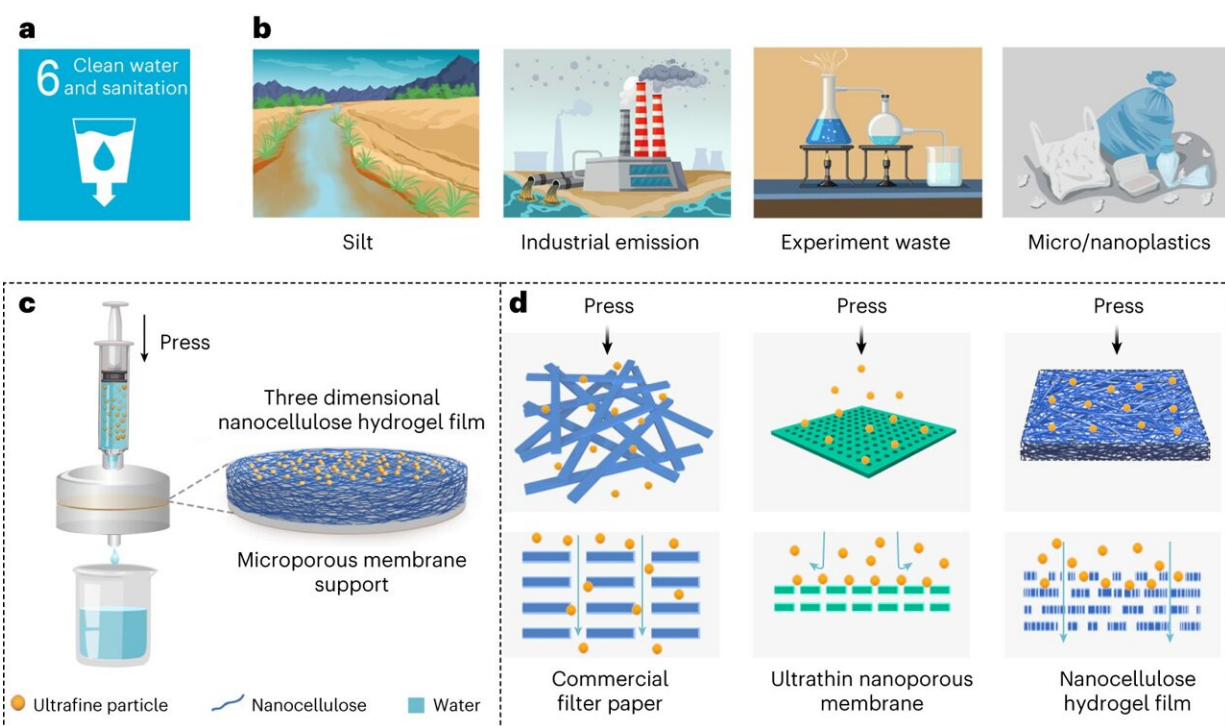 a
6 Clean water
and sanitation
b
Silt
Industrial emission
Experiment waste
Micro/nanoplastics
c
Press
Three dimensional
nanocellulose hydrogel film
Microporous membrane
support
Ultrafine particle
Nanocellulose
Water
d
Press
Press
Press
Commercial
filter paper
Ultrathin nanoporous
membrane
Nanocellulose
hydrogel film